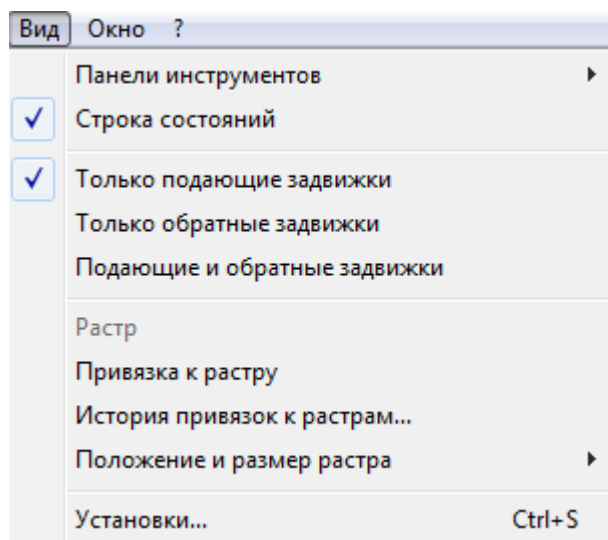 Вид Окно ?
Панели инструментов
Строка состояний
Только подающие задвижки
Только обратные задвижки
Подающие и обратные задвижки
Растр
Привязка к растру
История привязок к растрам...
Положение и размер растра
Установки... Ctrl+S